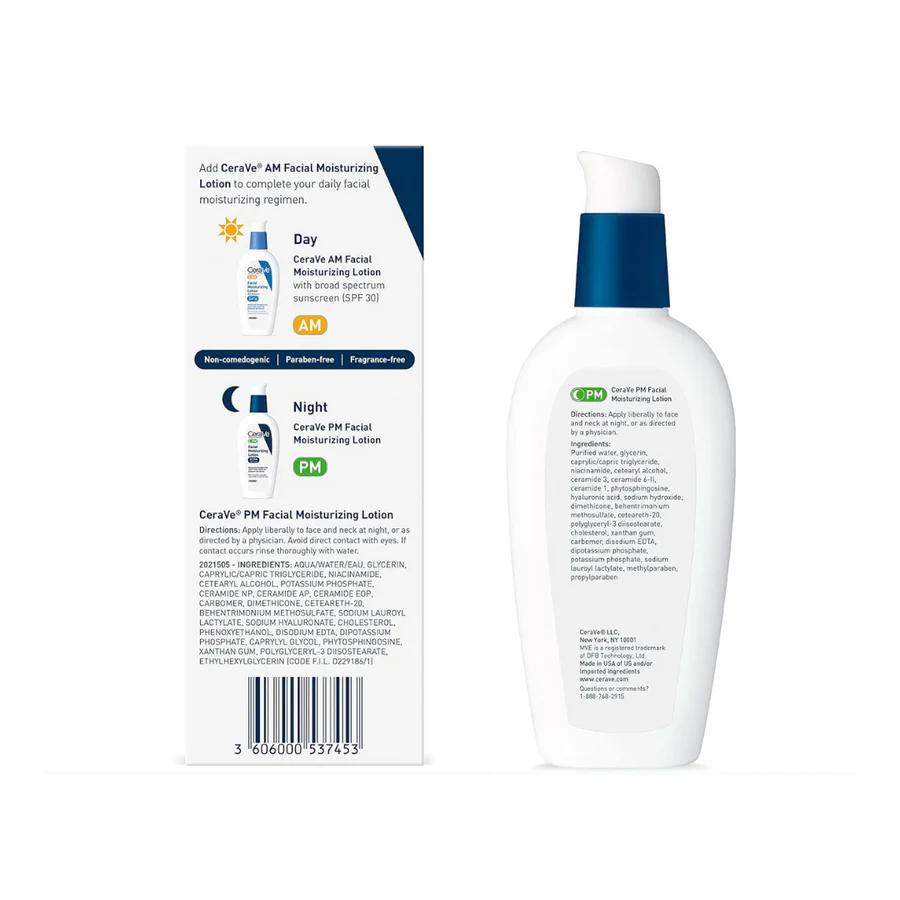 Add CeraVe® AM Facial Moisturizing
Lotion to complete your daily facial
moisturizing regimen.
Day
CeraVe AM Facial
Moisturizing Lotion
with broad spectrum
sunscreen (SPF 30)
AM
Non-comedogenic | Paraben-free | Fragrance-free
Night
CeraVe PM Facial
Moisturizing Lotion
PM
CeraVe® PM Facial Moisturizing Lotion
Directions: Apply liberally to face and neck at night, or as
directed by a physician. Avoid direct contact with eyes. If
contact occurs rinse thoroughly with water.
2021505 - INGREDIENTS: AQUA/WATER/EAU, GLYCERIN,
CAPRYLIC/CAPRIC TRIGLYCERIDE, NIACINAMIDE,
CETEARYL ALCOHOL, POTASSIUM PHOSPHATE,
CERAMIDE NP, CERAMIDE AP, CERAMIDE EOP,
CARBOMER, DIMETHICONE, CETEARETH-20,
BEHENTRIMONIUM METHOSULFATE, SODIUM LAUROYL
LACTYLATE, SODIUM HYALURONATE, CHOLESTEROL,
PHENOXYETHANOL, DISODIUM EDTA, DIPOTASSIUM
PHOSPHATE, CAPRYLYL GLYCOL, PHYTOSPHINGOSINE,
XANTHAN GUM, POLYGLYCERYL-3 DIISOSTEARATE,
ETHYLHEXYLGLYCERIN (CODE F.I.L. D229186/1)
3 606000 537453
CeraVe
Facial
Moisturizing
Lotion
CeraVe
PM
Facial
Moisturizing
Lotion
PM CeraVe PM Facial
Moisturizing Lotion
Directions: Apply liberally to face
and neck at night, or as directed
by a physician.
Ingredients:
Purified water, glycerin,
caprylic/capric triglyceride,
niacinamide, cetearyl alcohol,
ceramide 3, ceramide 6-II,
ceramide 1, phytosphingosine,
hyaluronic acid, sodium hydroxide,
dimethicone, behentrimonium
methosulfate, ceteareth-20,
polyglyceryl-3 diisostearate,
cholesterol, xanthan gum,
carbomer, disodium EDTA,
dipotassium phosphate,
potassium phosphate, sodium
lauroyl lactylate, methylparaben,
propylparaben
CeraVe® LLC,
New York, NY 10001
MVE is a registered trademark
of DFB Technology, Ltd.
Made in USA of US and/or
Imported Ingredients
www.cerave.com
Questions or comments?
1-888-768-2915